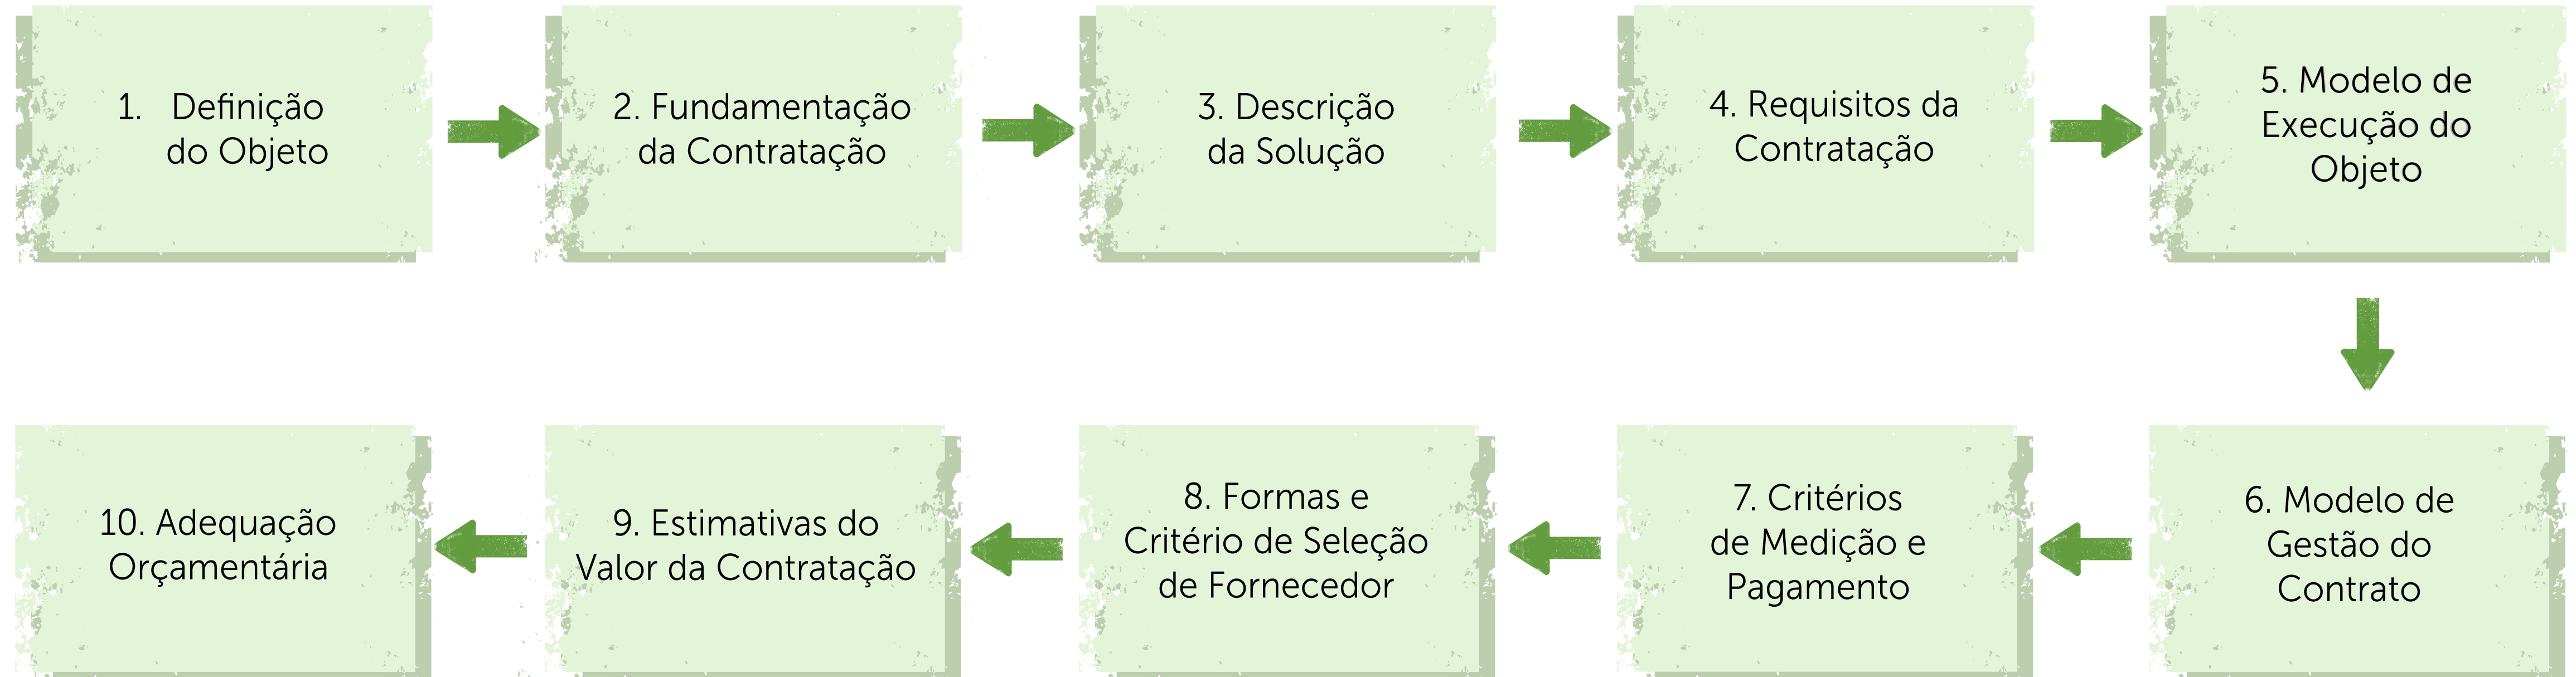 1. Definição
do Objeto
2. Fundamentação
da Contratação
3. Descrição
da Solução
4. Requisitos da
Contratação
5. Modelo de
Execução do
Objeto
6. Modelo de
Gestão do
Contrato
7. Critérios
de Medição e
Pagamento
8. Formas e
Critério de Seleção
de Fornecedor
9. Estimativas do
Valor da Contratação
10. Adequação
Orçamentária